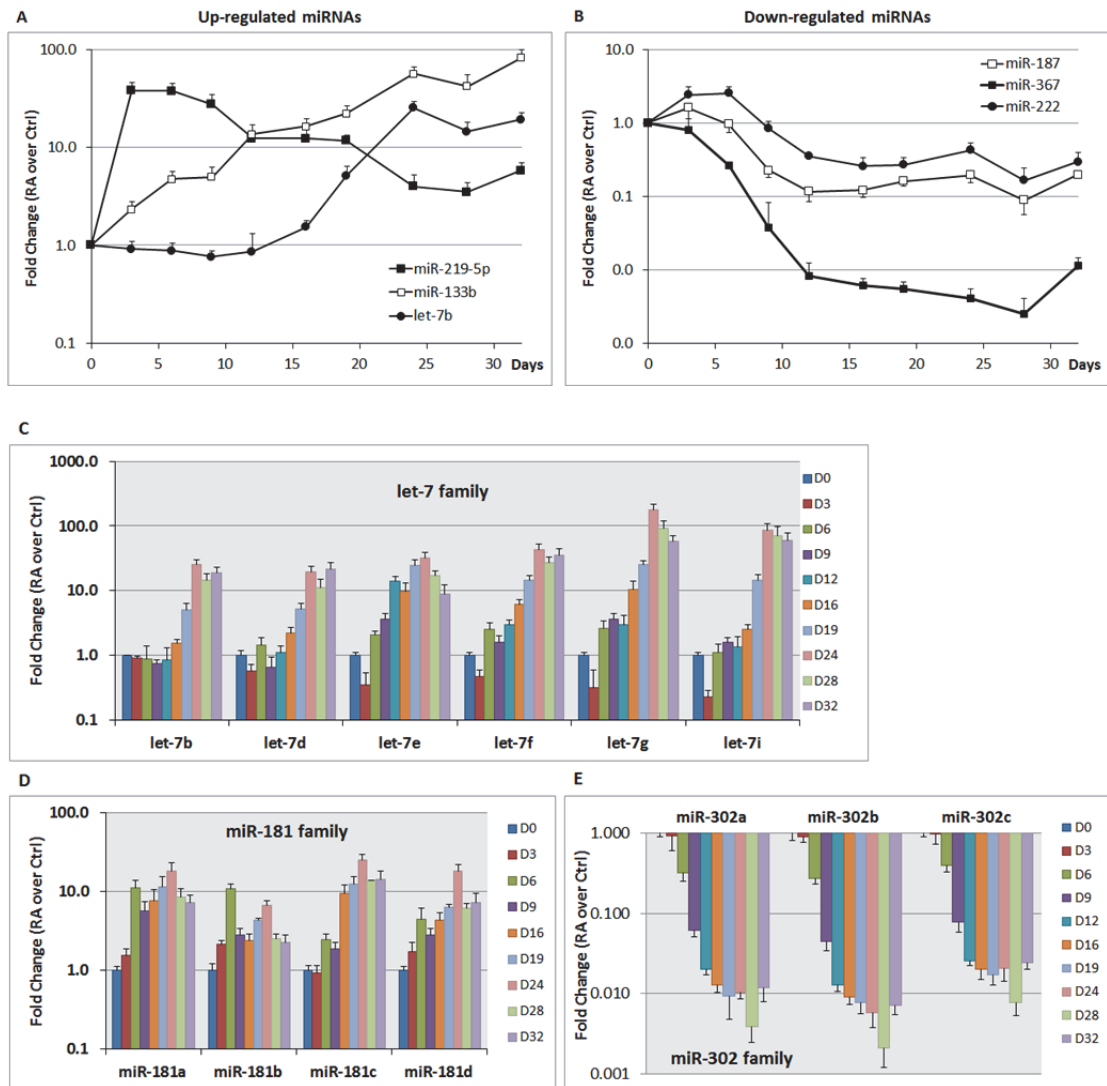 A Up-regulated miRNAs
Fold Change (RA over Ctrl)
100.0
10.0
1.0
0.1
miR-219-5p
miR-133b
let-7b
0 5 10 15 20 25 30 Days
B Down-regulated miRNAs
Fold Change (RA over Ctrl)
10.0
1.0
0.1
0.0
0.0
miR-187
miR-367
miR-222
0 5 10 15 20 25 30 Days
C
Fold Change (RA over Ctrl)
1000.0
100.0
10.0
1.0
0.1
let-7 family
D0
D3
D6
D9
D12
D16
D19
D24
D28
D32
let-7b let-7d let-7e let-7f let-7g let-7i
D
Fold Change (RA over Ctrl)
100.0
10.0
1.0
0.1
miR-181 family
D0
D3
D6
D9
D16
D19
D24
D28
D32
miR-181a miR-181b miR-181c miR-181d
E
Fold Change (RA over Ctrl)
miR-302a miR-302b miR-302c
1.000
0.100
0.010
0.001
miR-302 family
D0
D3
D6
D9
D12
D16
D19
D24
D28
D32